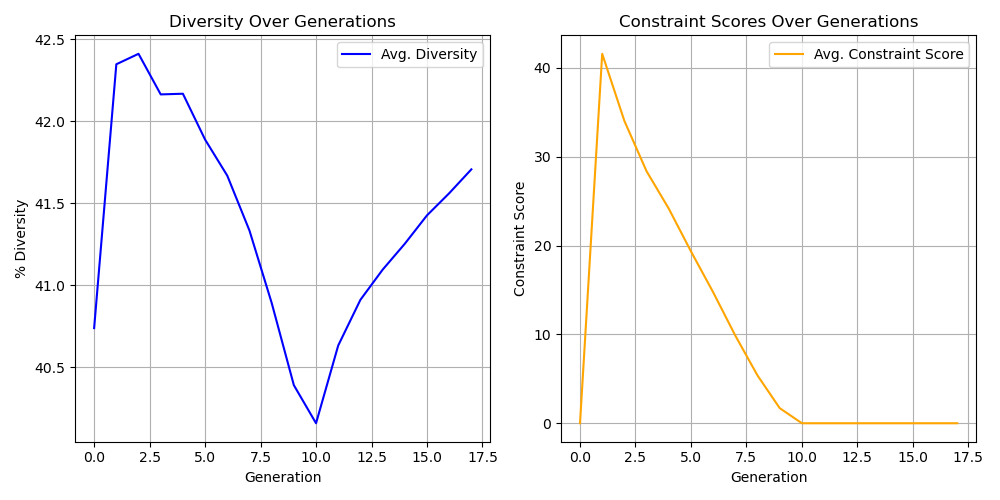 Diversity Over Generations
Avg. Diversity
% Diversity
42.5
42.0
41.5
41.0
40.5
0.0 2.5 5.0 7.5 10.0 12.5 15.0 17.5
Generation
Constraint Scores Over Generations
Avg. Constraint Score
Constraint Score
40
30
20
10
0
0.0 2.5 5.0 7.5 10.0 12.5 15.0 17.5
Generation